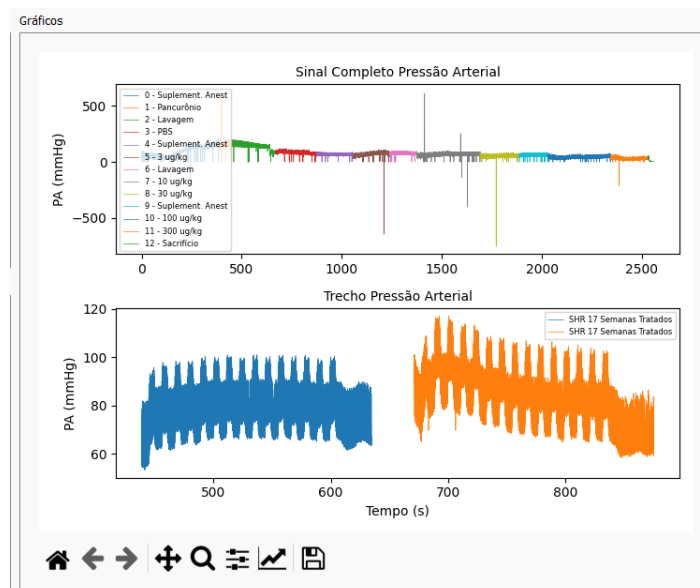 Gráficos
Sinal Completo Pressão Arterial
PA (mmHg)
500
0
−500
0 - Suplement. Anest
1 - Pancurônio
2 - Lavagem
3 - PBS
4 - Suplement. Anest
5 - 3 ug/kg
6 - Lavagem
7 - 10 ug/kg
8 - 30 ug/kg
9 - Suplement. Anest
10 - 100 ug/kg
11 - 300 ug/kg
12 - Sacrifício
0 500 1000 1500 2000 2500
Trecho Pressão Arterial
PA (mmHg)
120
100
80
60
SHR 17 Semanas Tratados
SHR 17 Semanas Tratados
500 600 700 800
Tempo (s)